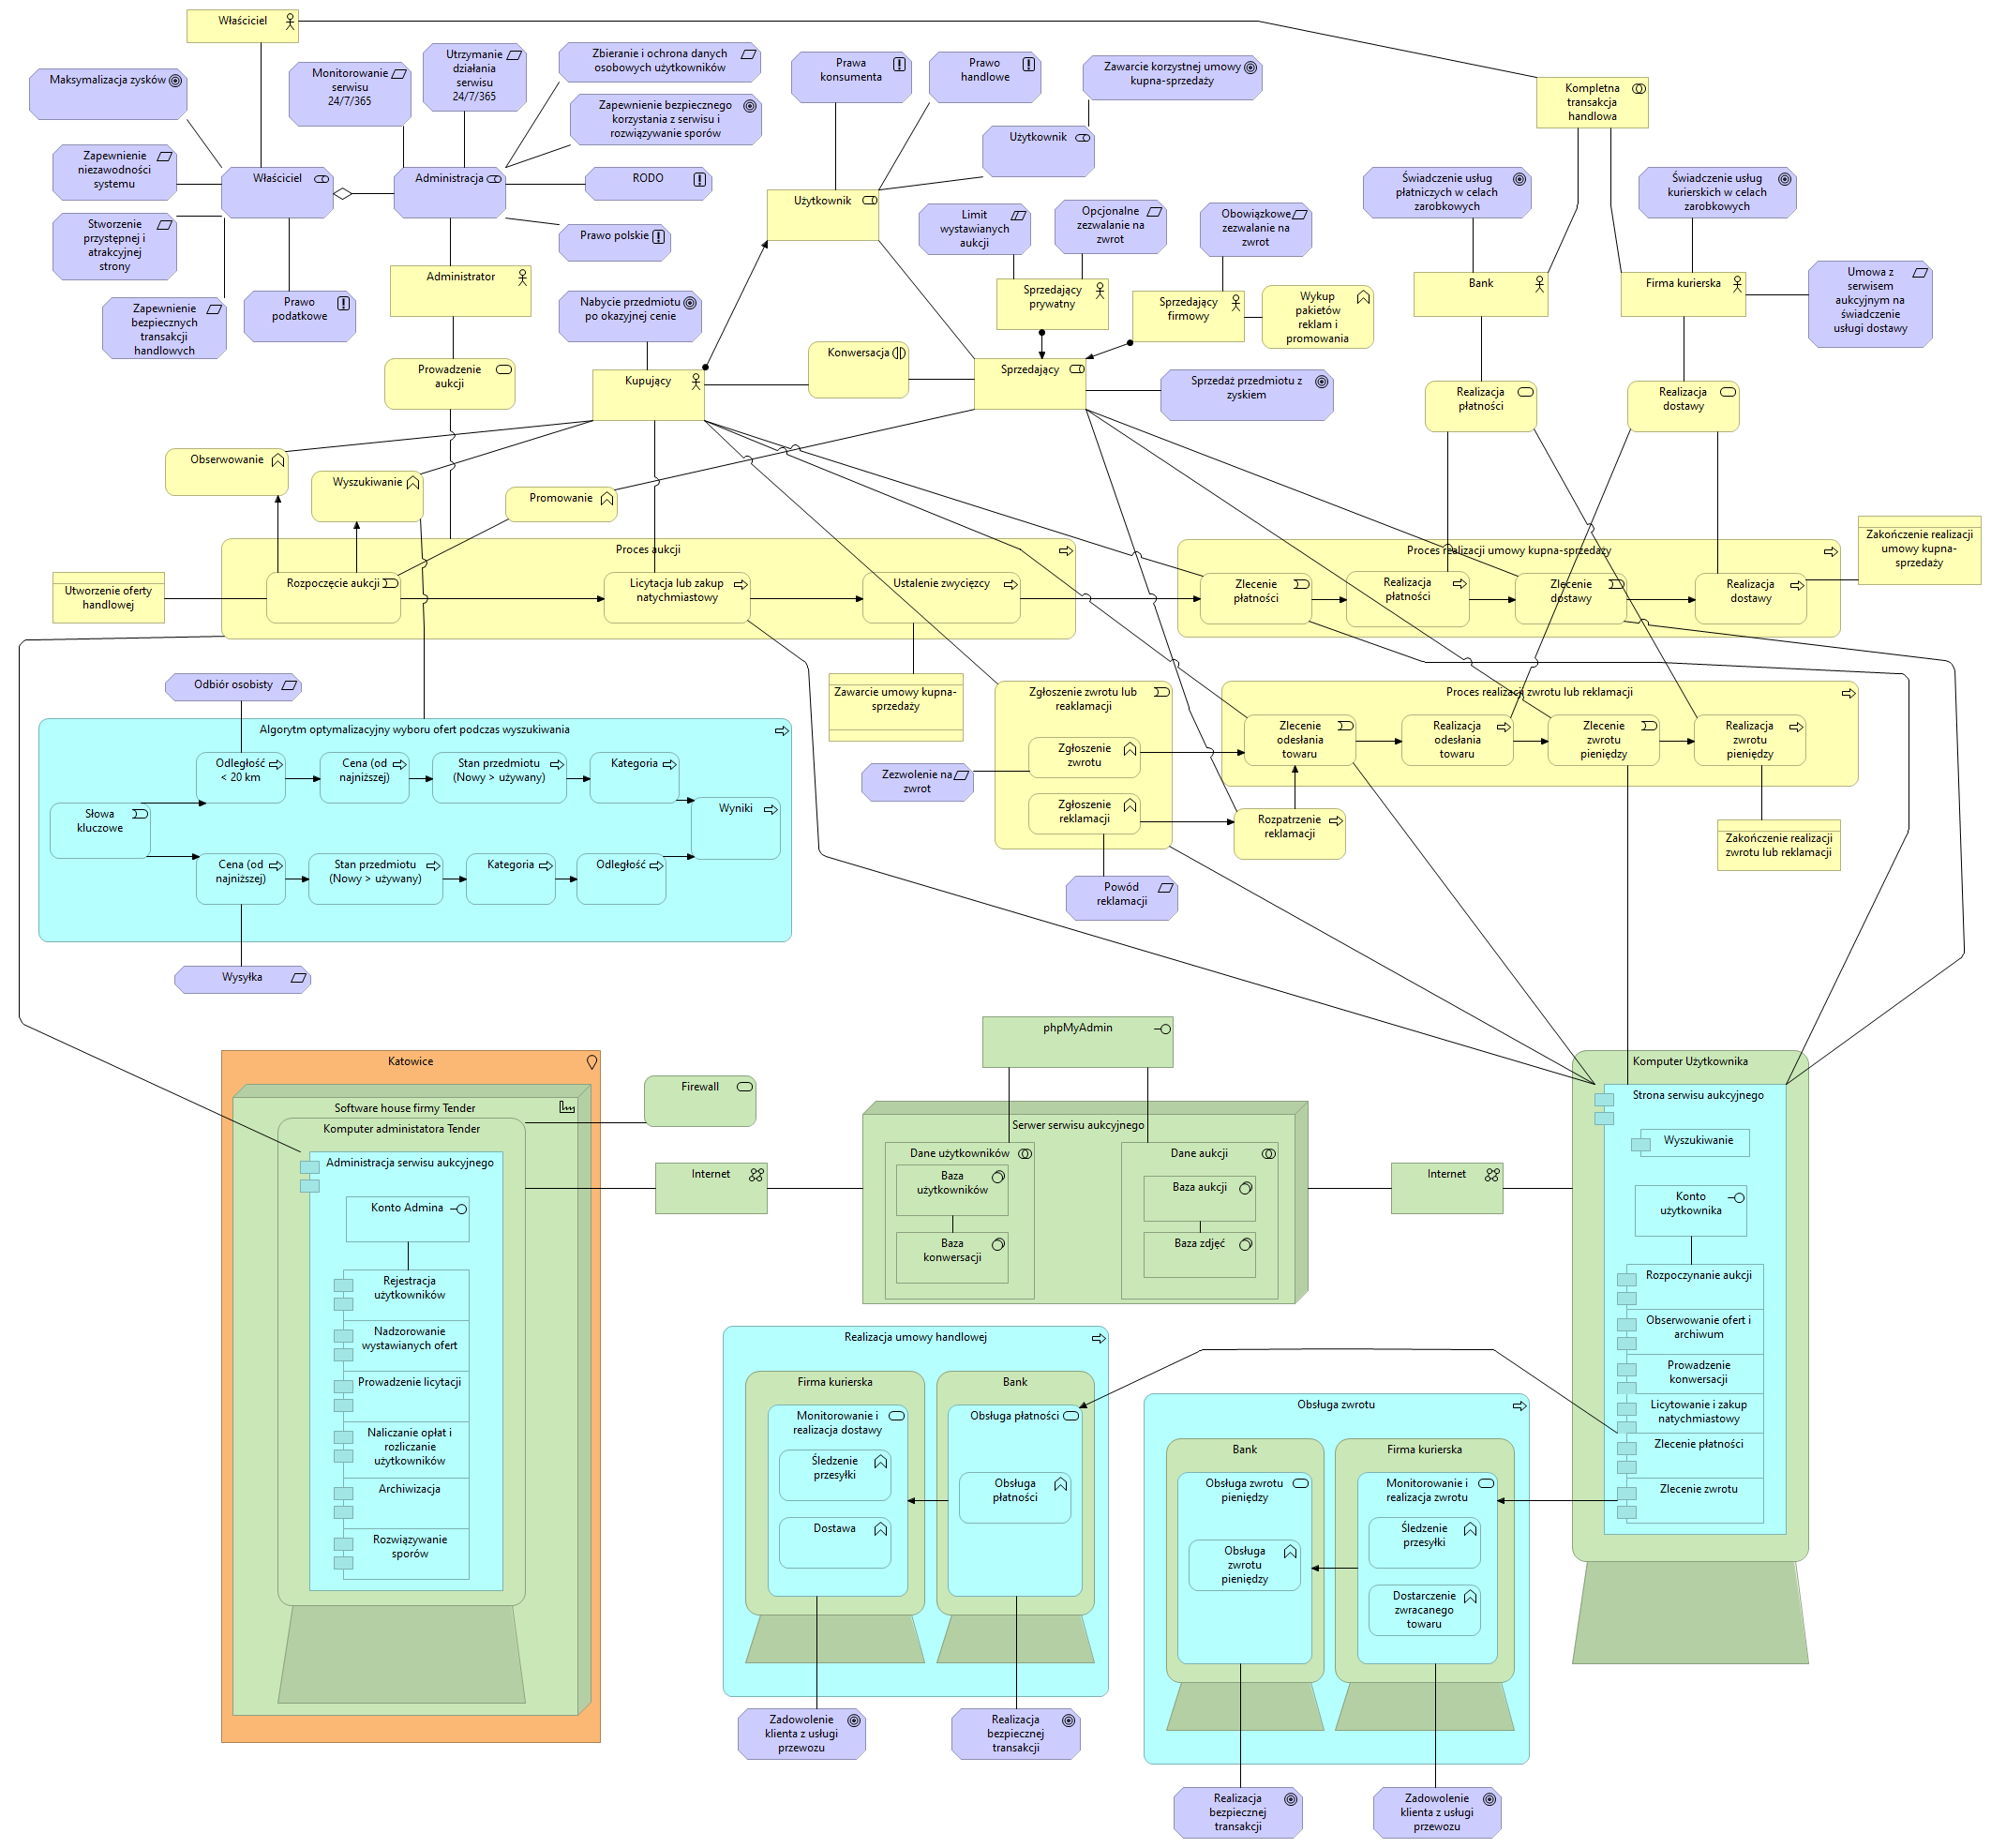 Właściciel
Maksymalizacja zysków
Monitorowanie
serwisu
24/7/365
Utrzymanie
działania
serwisu
24/7/365
Zbieranie i ochrona danych
osobowych użytkowników
Zapewnienie bezpiecznego
korzystania z serwisu i
rozwiązywanie sporów
Prawa
konsumenta
Prawo
handlowe
Zawarcie korzystnej umowy
kupna-sprzedaży
Kompletna
transakcja
handlowa
Użytkownik
Zapewnienie
niezawodności
systemu
Właściciel
Administracja
RODO
Użytkownik
Świadczenie usług
płatniczych w celach
zarobkowych
Świadczenie usług
kurierskich w celach
zarobkowych
Stworzenie
przystępnej i
atrakcyjnej
strony
Prawo polskie
Limit
wystawianych
aukcji
Opcjonalne
zezwalanie na
zwrot
Obowiązkowe
zezwalanie na
zwrot
Zapewnienie
bezpiecznych
transakcji
handlowych
Prawo
podatkowe
Administrator
Nabycie przedmiotu
po okazyjnej cenie
Sprzedający
prywatny
Sprzedający
firmowy
Wykup
pakietów
reklam i
promowania
Bank
Firma kurierska
Umowa z
serwisem
aukcyjnym na
świadczenie
usługi dostawy
Prowadzenie
aukcji
Kupujący
Konwersacja
Sprzedający
Sprzedaż przedmiotu z
zyskiem
Realizacja
płatności
Realizacja
dostawy
Obserwowanie
Wyszukiwanie
Promowanie
Utworzenie oferty
handlowej
Proces aukcji
Rozpoczęcie aukcji
Licytacja lub zakup
natychmiastowy
Ustalenie zwycięzcy
Proces realizacji umowy kupna-sprzedaży
Zlecenie
płatności
Realizacja
płatności
Zlecenie
dostawy
Realizacja
dostawy
Zakończenie realizacji
umowy kupna-
sprzedaży
Odbiór osobisty
Zawarcie umowy kupna-
sprzedaży
Zgłoszenie zwrotu lub
reaklamacji
Zgłoszenie
zwrotu
Zgłoszenie
reklamacji
Zezwolenie na
zwrot
Powód
reklamacji
Rozpatrzenie
reklamacji
Proces realizacji zwrotu lub reklamacji
Zlecenie
odesłania
towaru
Realizacja
odesłania
towaru
Zlecenie
zwrotu
pieniędzy
Realizacja
zwrotu
pieniędzy
Zakończenie realizacji
zwrotu lub reklamacji
Algorytm optymalizacyjny wyboru ofert podczas wyszukiwania
Odległość
< 20 km
Cena (od
najniższej)
Stan przedmiotu
(Nowy > używany)
Kategoria
Słowa
kluczowe
Wyniki
Cena (od
najniższej)
Stan przedmiotu
(Nowy > używany)
Kategoria
Odległość
Wysyłka
Katowice
Software house firmy Tender
Komputer administatora Tender
Administracja serwisu aukcyjnego
Konto Admina
Rejestracja
użytkowników
Nadzorowanie
wystawianych ofert
Prowadzenie licytacji
Naliczanie opłat i
rozliczanie
użytkowników
Archiwizacja
Rozwiązywanie
sporów
Firewall
Internet
phpMyAdmin
Serwer serwisu aukcyjnego
Dane użytkowników
Baza
użytkowników
Baza
konwersacji
Dane aukcji
Baza aukcji
Baza zdjęć
Internet
Komputer Użytkownika
Strona serwisu aukcyjnego
Wyszukiwanie
Konto
użytkownika
Rozpoczynanie aukcji
Obserwowanie ofert i
archiwum
Prowadzenie
konwersacji
Licytowanie i zakup
natychmiastowy
Zlecenie płatności
Zlecenie zwrotu
Realizacja umowy handlowej
Firma kurierska
Monitorowanie i
realizacja dostawy
Śledzenie
przesyłki
Dostawa
Bank
Obsługa płatności
Obsługa
płatności
Zadowolenie
klienta z usługi
przewozu
Realizacja
bezpiecznej
transakcji
Obsługa zwrotu
Bank
Obsługa zwrotu
pieniędzy
Obsługa
zwrotu
pieniędzy
Firma kurierska
Monitorowanie i
realizacja zwrotu
Śledzenie
przesyłki
Dostarczenie
zwracanego
towaru
Realizacja
bezpiecznej
transakcji
Zadowolenie
klienta z usługi
przewozu